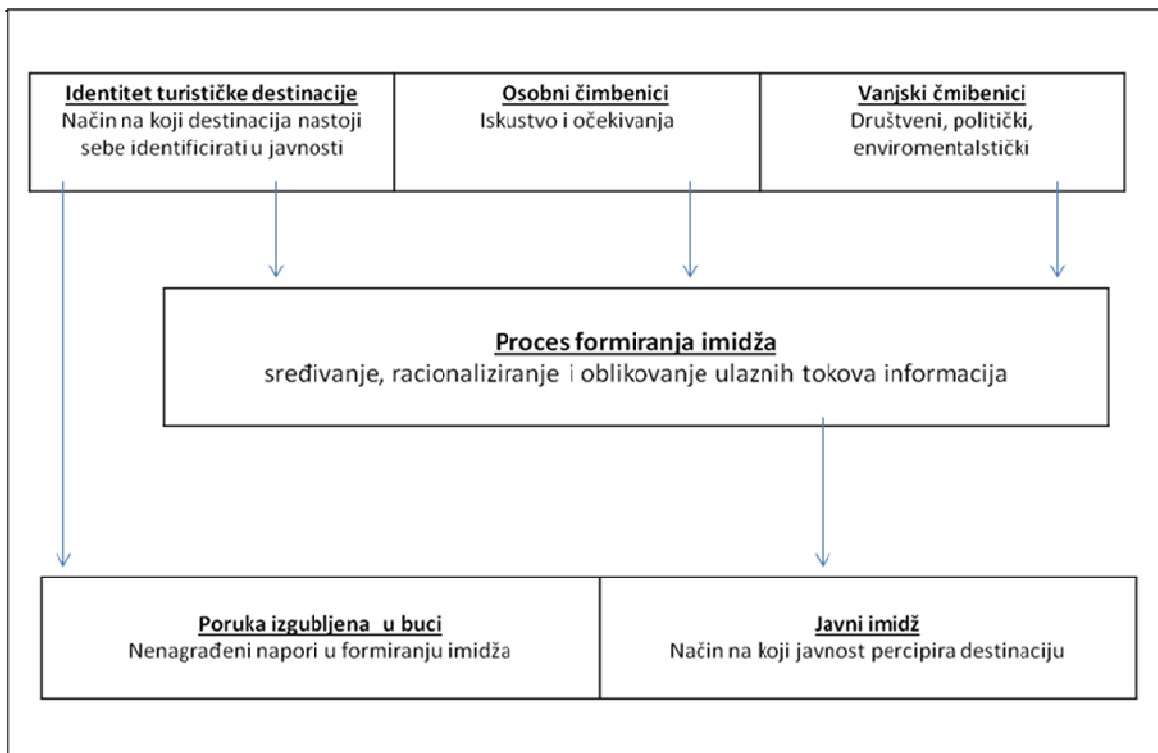 Identitet turističke destinacije
Način na koji destinacija nastoji
sebe identificirati u javnosti
Osobni čimbenici
Iskustvo i očekivanja
Vanjski čmibenici
Društveni, politički,
enviromentalstički
Proces formiranja imidža
sređivanje, racionaliziranje i oblikovanje ulaznih tokova informacija
Poruka izgubljena u buci
Nenagrađeni napori u formiranju imidža
Javni imidž
Način na koji javnost percipira destinaciju